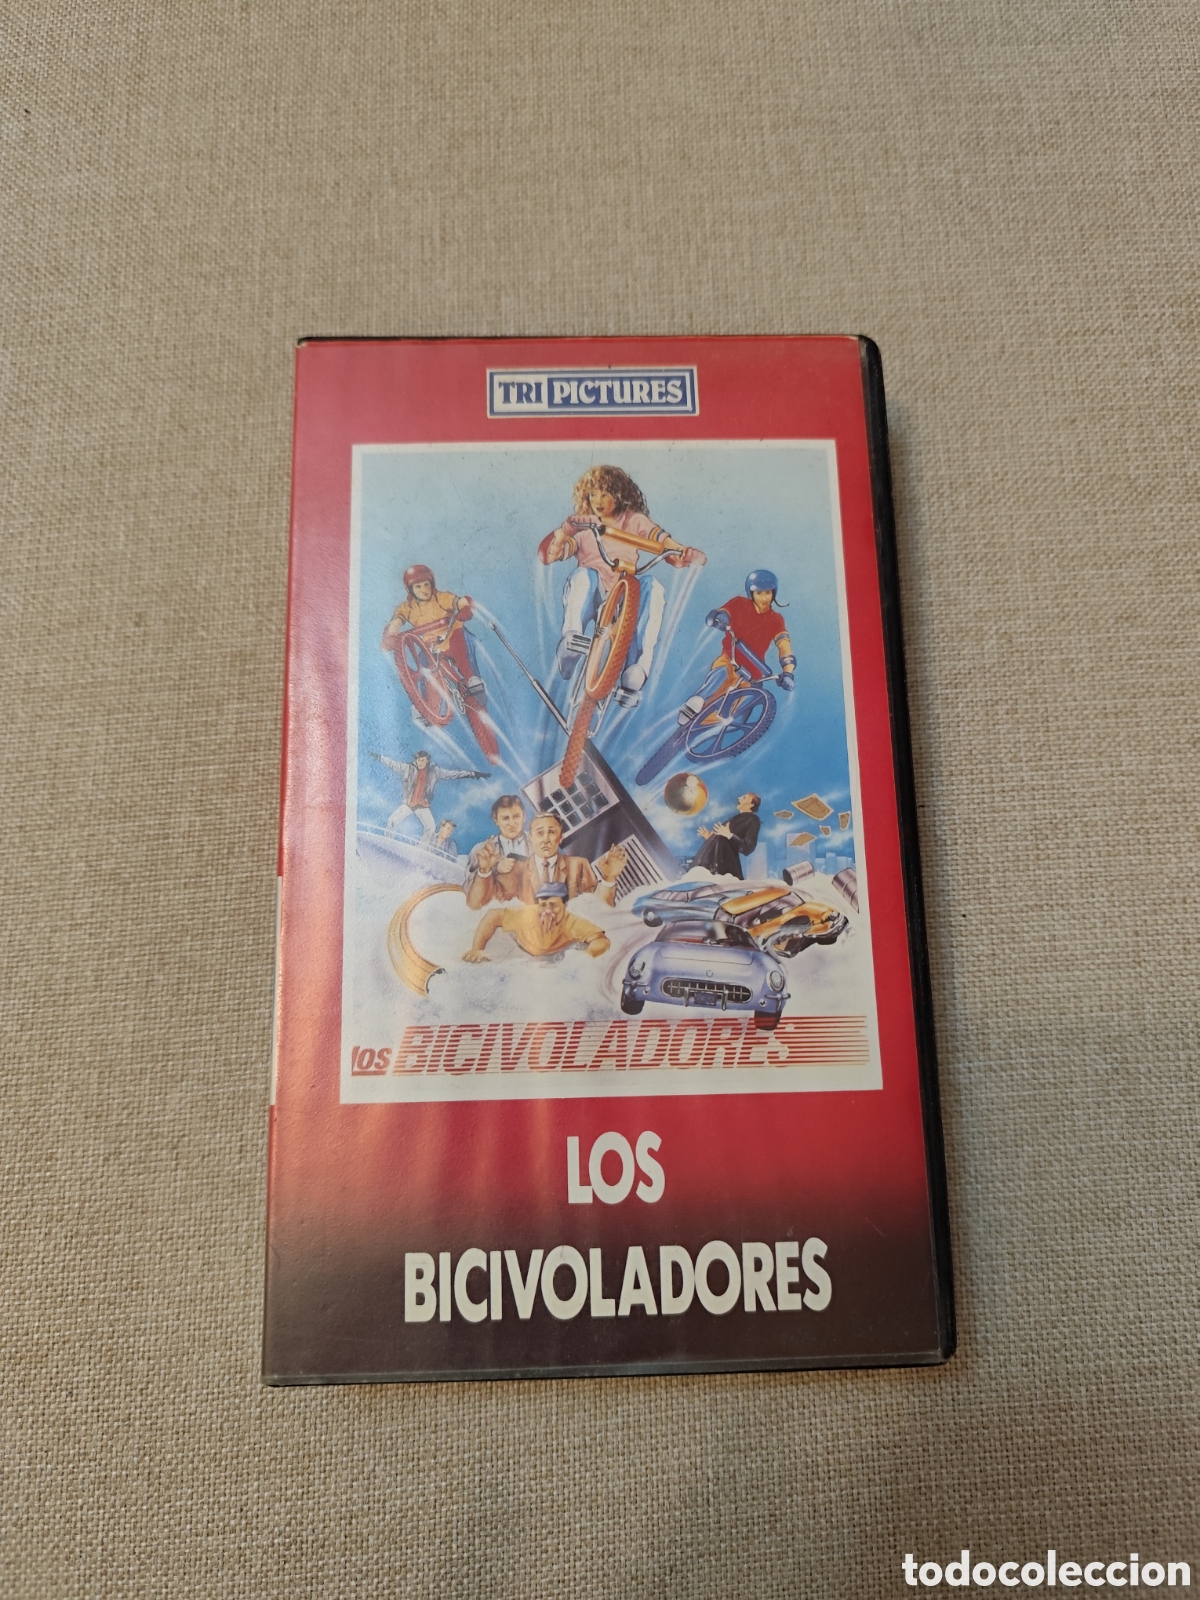 TRI PICTURES
los BICIVOLADORES
LOS
BICIVOLADORES
todocoleccion